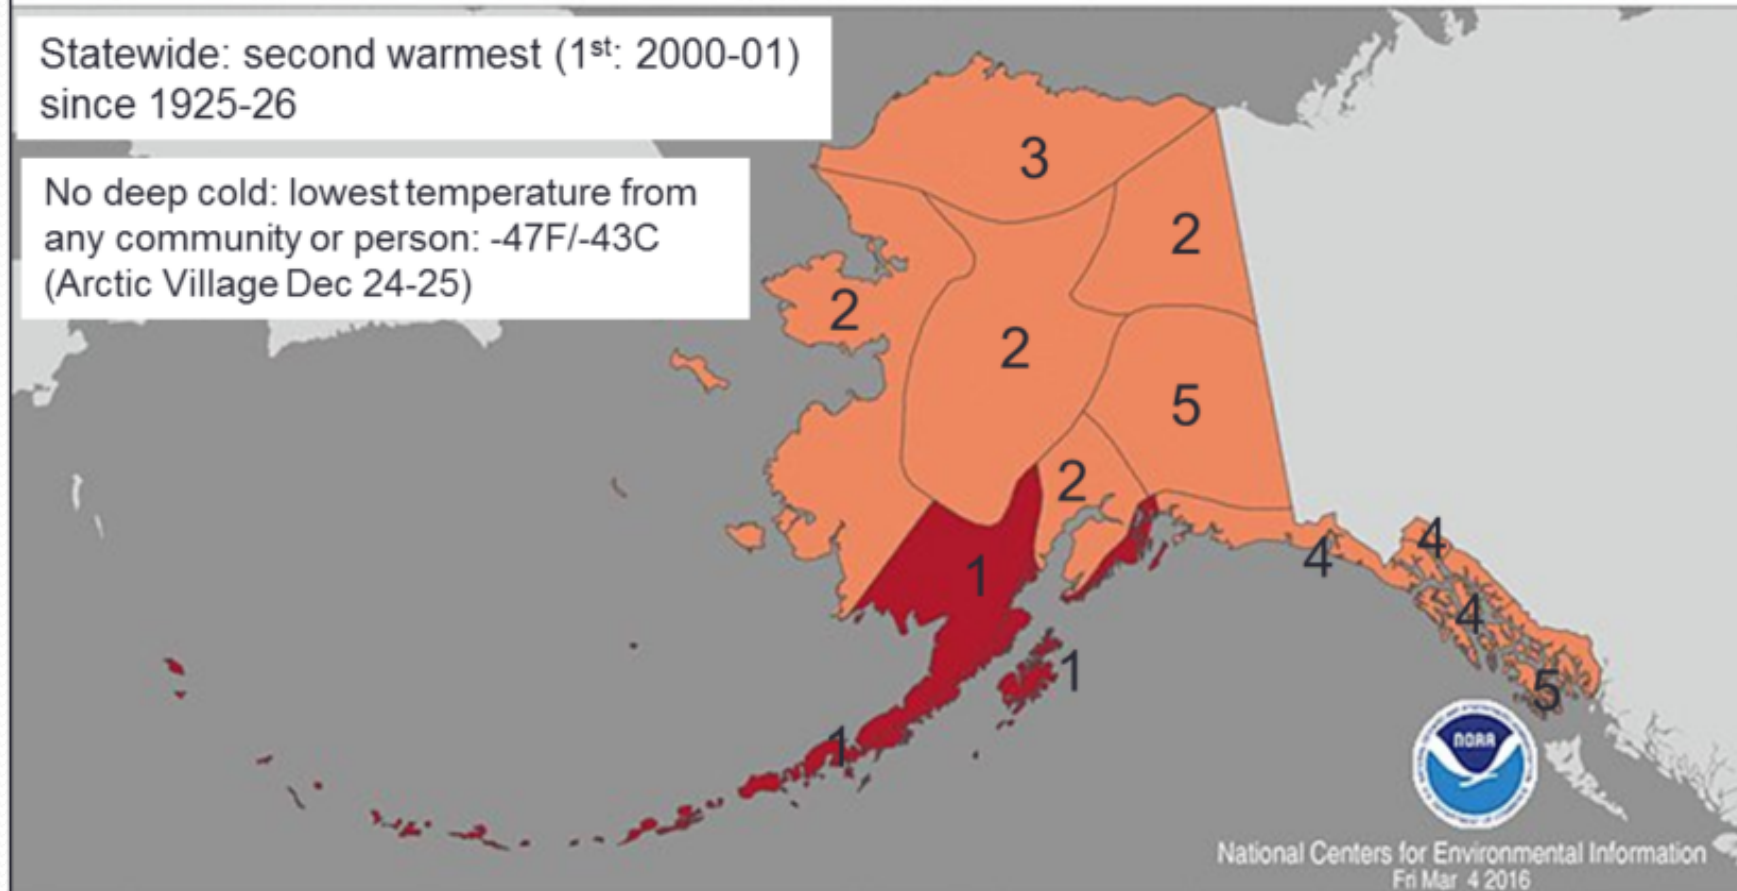 Statewide: second warmest (1st: 2000-01)
since 1925-26
No deep cold: lowest temperature from
any community or person: -47F/-43C
(Arctic Village Dec 24-25)
3
2
2
2
5
2
1
4
4
4
1
5
1
NOAA
National Centers for Environmental Information
Fri Mar 4 2016